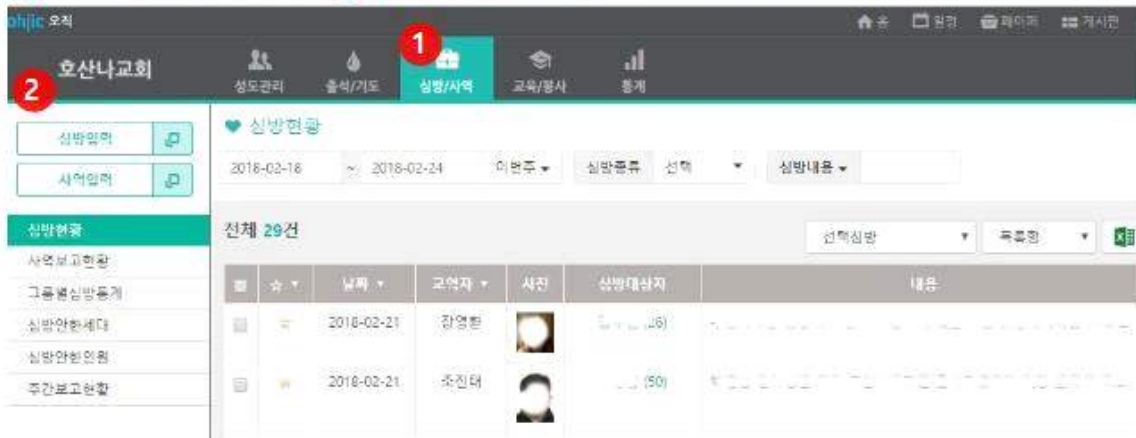 ohjic 오직 홈 일정 페이퍼 게시판
1
호산나교회 성도관리 출석/기도 심방/사역 교육/행사 통계
2
심방입력
사역입력
심방현황
2018-02-18 ~ 2018-02-24 이번주 심방종류 선택 심방내용
심방현황
사역보고현황
그룹별심방통계
심방안한세대
심방안한인원
주간보고현황
전체 29건 선택심방 목록함
날짜 교역자 사진 심방대상자 내용
2018-02-21 장영환 26)
2018-02-21 조진태 (50)